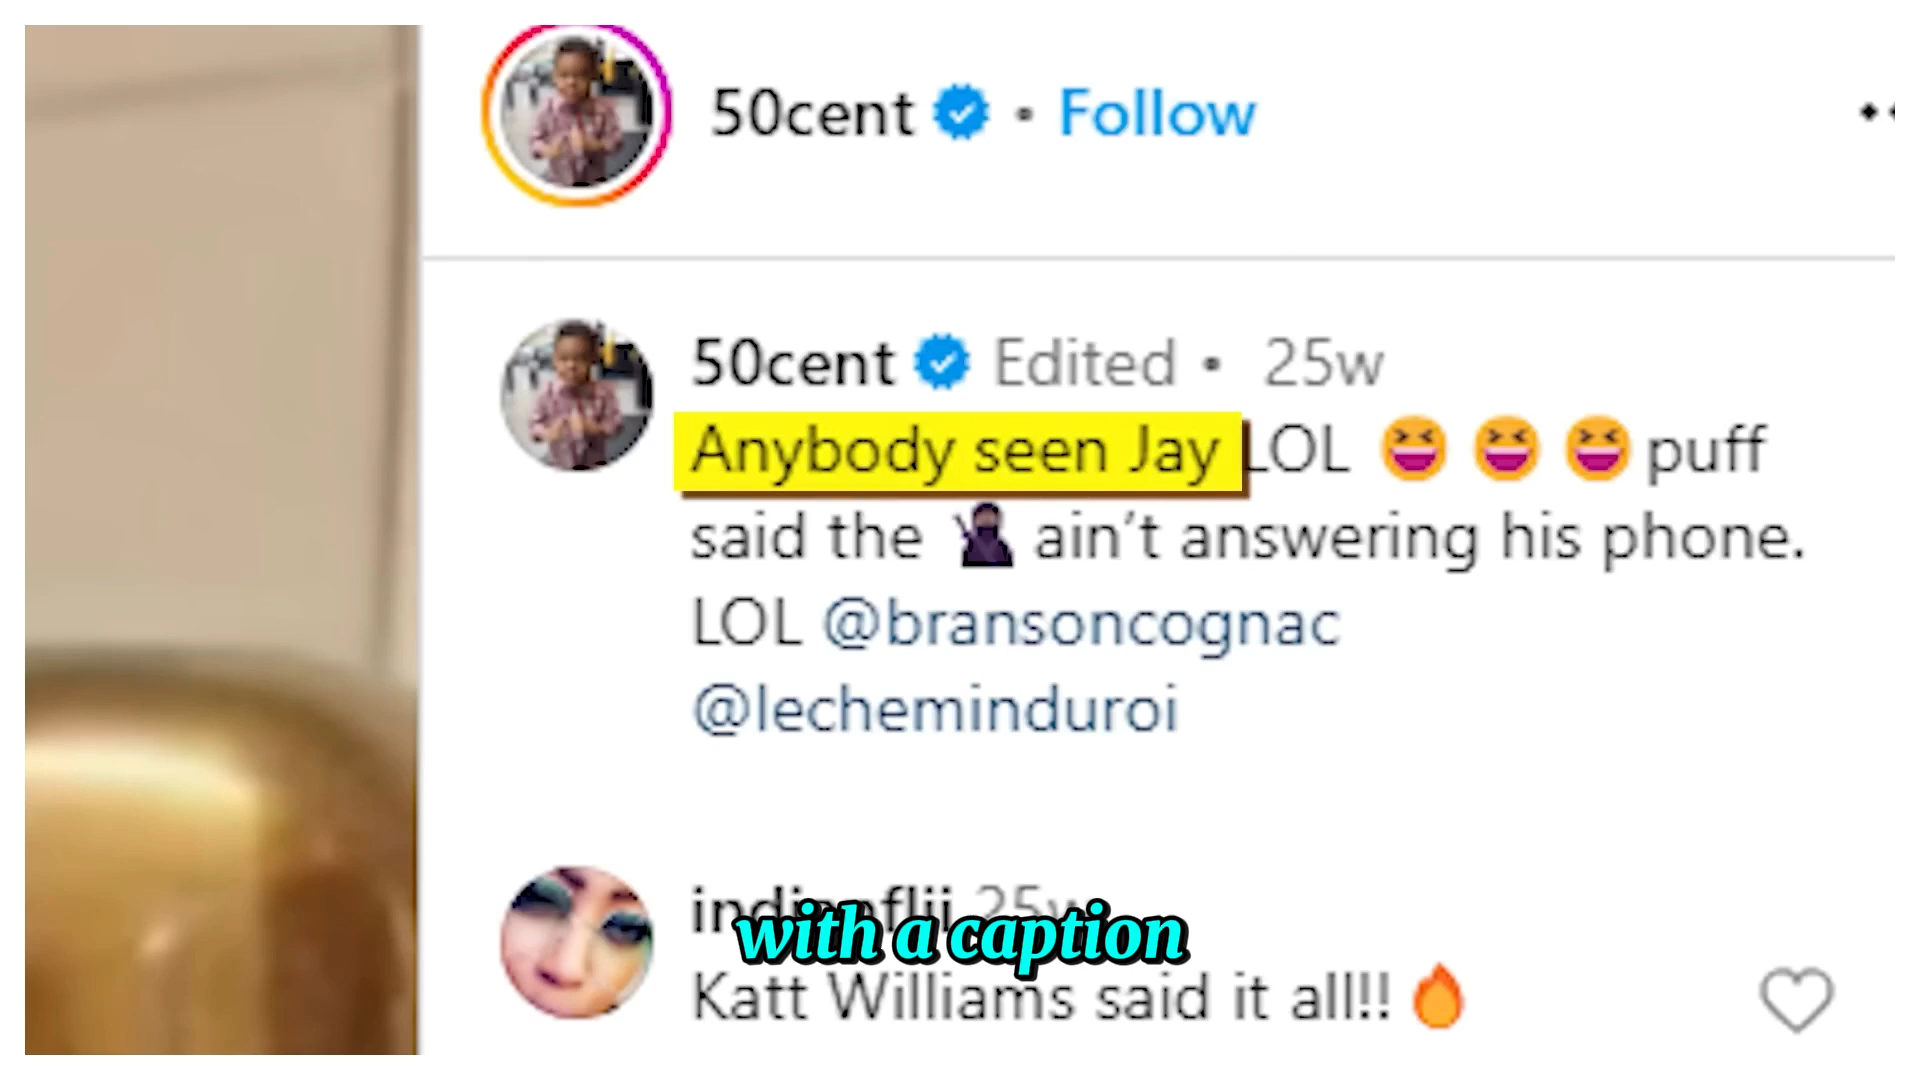 50cent • Follow
50cent Edited • 25w
Anybody seen Jay LOL 😆 😆 😆 puff
said the 🥷🏿 ain’t answering his phone.
LOL @bransoncognac
@lecheminduroi
25w
with a caption
Katt Williams said it all!! 🔥